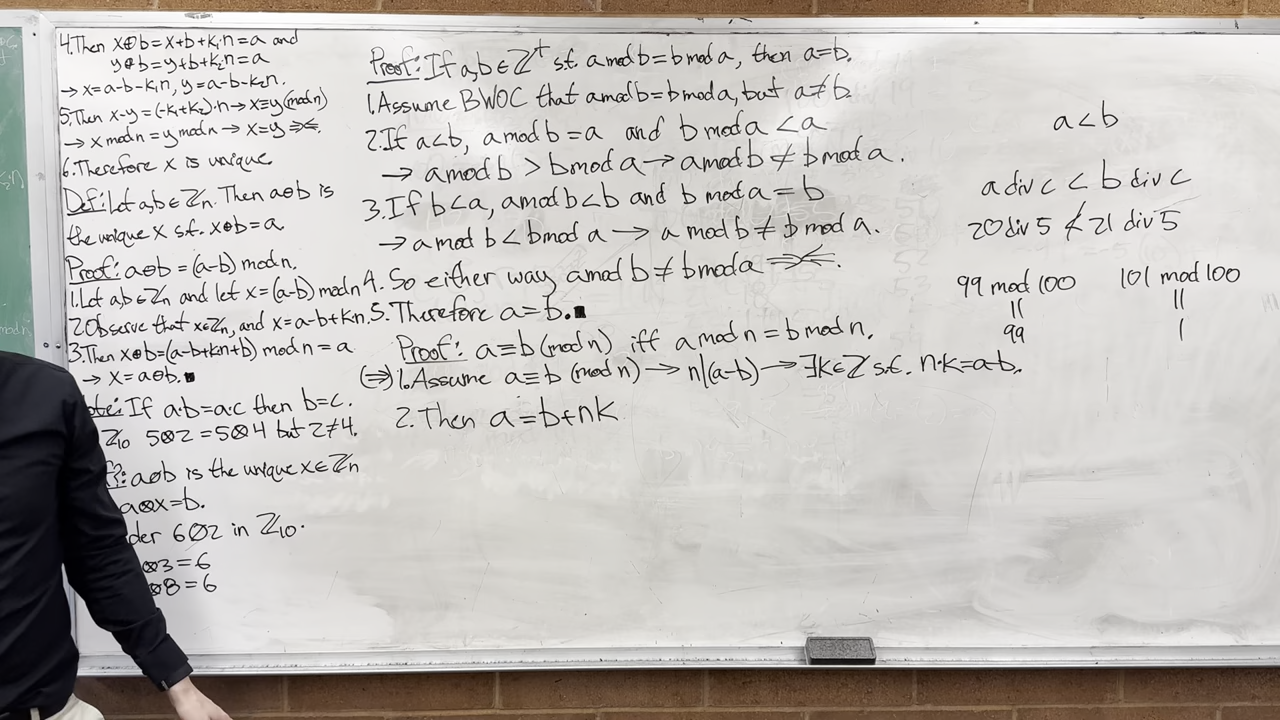 4. Then x⊕b=x+b+k₁·n=a and
y⊕b=y+b+k₂·n=a
→ x=a-b-k₁n, y=a-b-k₂n.
5. Then x-y=(-k₁+k₂)·n→x≡y(mod n)
→ x mod n = y mod n → x=y ⇒⇐.
6. Therefore x is unique
Def: Let a,b∈ℤn. Then a⊖b is
the unique x s.t. x⊕b=a
Proof: a⊖b = (a-b) mod n.
1. Let a,b∈ℤn and let x=(a-b) mod n
2. Observe that x∈ℤn, and x=a-b+kn.
3. Then x⊕b=(a-b+kn+b) mod n = a
→ x=a⊖b. ■
If a·b=a·c then b=c.
ℤ₁₀ 5⊗2=5⊗4 but 2≠4.
a⊘b is the unique x∈ℤn
a⊗x=b.
6⊘2 in ℤ₁₀.
⊗3=6
⊗8=6
Proof: If a,b∈ℤ⁺ s.t. a mod b = b mod a, then a=b.
1. Assume BWOC that a mod b = b mod a, but a≠b.
2. If a<b, a mod b = a and b mod a < a
→ a mod b > b mod a → a mod b ≠ b mod a.
3. If b<a, a mod b < b and b mod a = b
→ a mod b < b mod a → a mod b ≠ b mod a.
4. So either way a mod b ≠ b mod a ⇒⇐.
5. Therefore a=b. ■
Proof: a≡b (mod n) iff a mod n = b mod n.
(⇒) 1. Assume a≡b (mod n) → n|(a-b) → ∃k∈ℤ s.t. n·k=a-b.
2. Then a=b+nk
a<b
a div c < b div c
20 div 5 ≮ 21 div 5
99 mod 100 101 mod 100
|| ||
99 1